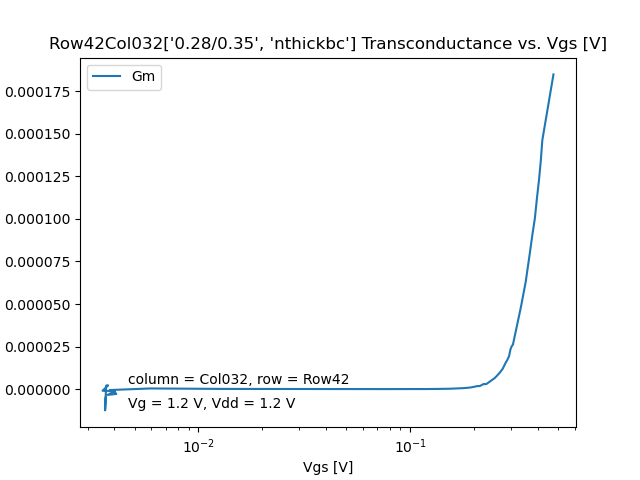 Row42Col032['0.28/0.35', 'nthickbc'] Transconductance vs. Vgs [V]
Gm
0.000175
0.000150
0.000125
0.000100
0.000075
0.000050
0.000025
0.000000
column = Col032, row = Row42
Vg = 1.2 V, Vdd = 1.2 V
10⁻² 10⁻¹
Vgs [V]